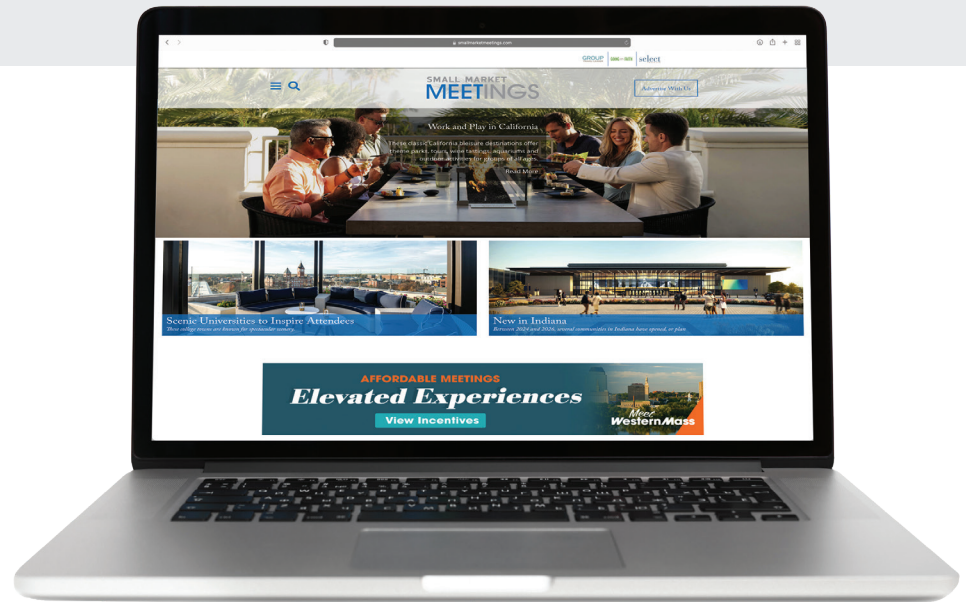 smallmarketmeetings.com
GROUP
select
SMALL MARKET
MEETINGS
Advertise With Us
Work and Play in California
These classic California bleisure destinations offer
theme parks, tours, wine tastings, aquariums and
outdoor activities for groups of all ages.
Read More
Scenic Universities to Inspire Attendees
These college towns are known for spectacular scenery.
New in Indiana
Between 2024 and 2026, several communities in Indiana have opened, or plan
AFFORDABLE MEETINGS
Elevated Experiences
View Incentives
Meet
Western Mass